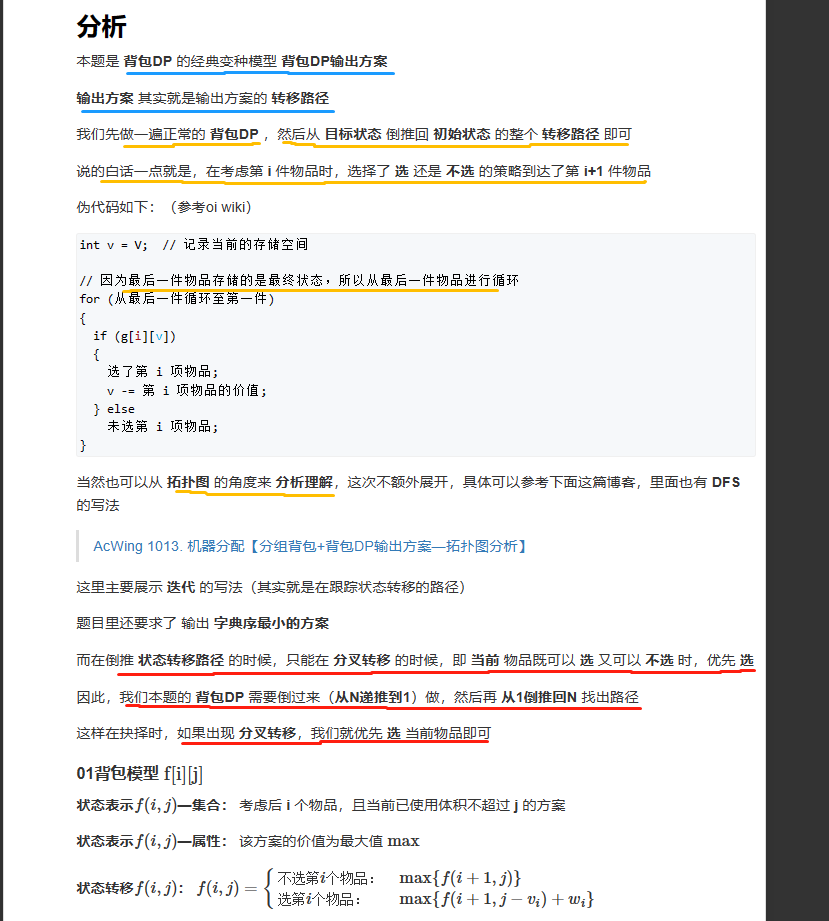 分析
本题是 背包DP 的经典变种模型 背包DP输出方案
输出方案 其实就是输出方案的 转移路径
我们先做一遍正常的 背包DP ，然后从 目标状态 倒推回 初始状态 的整个 转移路径 即可
说的白话一点就是，在考虑第 i 件物品时，选择了 选 还是 不选 的策略到达了第 i+1 件物品
伪代码如下：（参考oi wiki）
int v = V;  // 记录当前的存储空间
// 因为最后一件物品存储的是最终状态，所以从最后一件物品进行循环
for (从最后一件循环至第一件)
{
  if (g[i][v])
  {
    选了第 i 项物品;
    v -= 第 i 项物品的价值;
  } else
    未选第 i 项物品;
}
当然也可以从 拓扑图 的角度来 分析理解，这次不额外展开，具体可以参考下面这篇博客，里面也有 DFS
的写法
AcWing 1013. 机器分配【分组背包+背包DP输出方案—拓扑图分析】
这里主要展示 迭代 的写法（其实就是在跟踪状态转移的路径）
题目里还要求了 输出 字典序最小的方案
而在倒推 状态转移路径 的时候，只能在 分叉转移 的时候，即 当前 物品既可以 选 又可以 不选 时，优先 选
因此，我们本题的 背包DP 需要倒过来（从N递推到1）做，然后再 从1倒推回N 找出路径
这样在抉择时，如果出现 分叉转移，我们就优先 选 当前物品即可
01背包模型 f[i][j]
状态表示f(i,j)—集合： 考虑后 i 个物品，且当前已使用体积不超过 j 的方案
状态表示f(i,j)—属性： 该方案的价值为最大值 max
状态转移f(i,j)： f(i,j) = { 不选第i个物品： max{f(i+1,j)}
选第i个物品： max{f(i+1,j−v_i)+w_i}